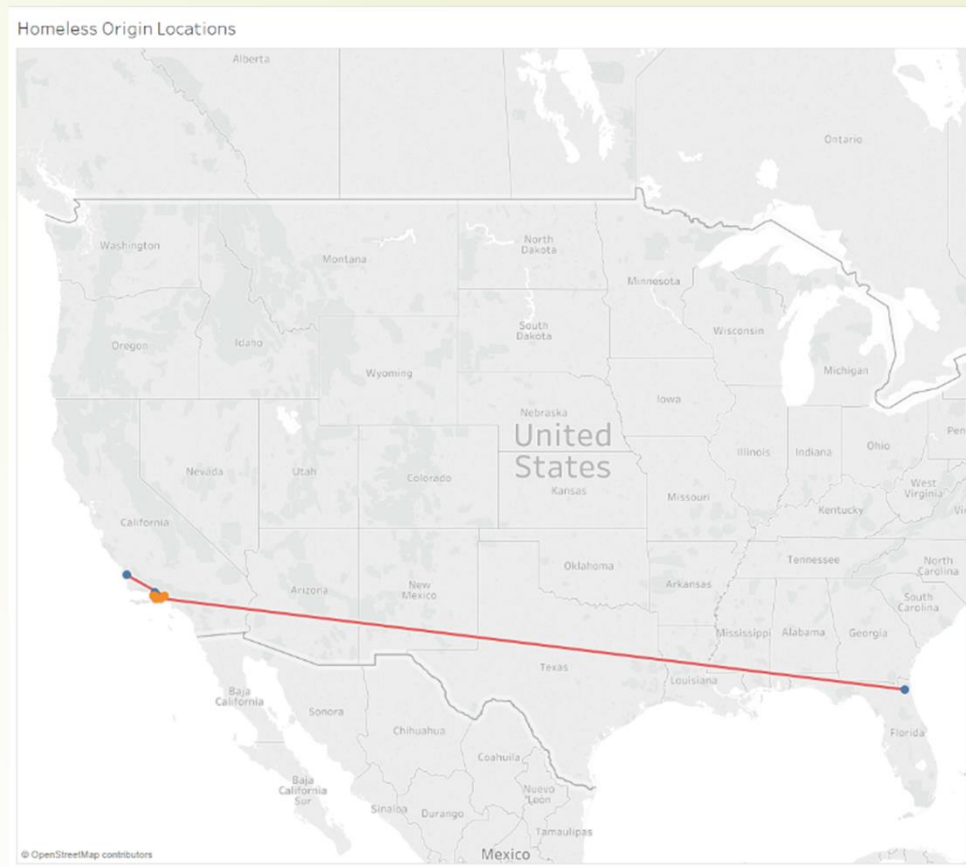 Homeless Origin Locations
Alberta
Ontario
Washington
Montana
North
Dakota
Minnesota
Oregon
Idaho
South
Dakota
Wisconsin
Wyoming
Michigan
Nebraska
Iowa
United
States
Nevada
Utah
Colorado
Kansas
Illinois
Indiana
Ohio
Pen
West
Virginia
Missouri
Kentucky
California
Arizona
New
Mexico
Oklahoma
Arkansas
Tennessee
North
Carolina
South
Carolina
Mississippi
Alabama
Georgia
Texas
Louisiana
Florida
Baja
California
Sonora
Chihuahua
Coahuila
Baja
California
Sur
Sinaloa
Durango
Nuevo
León
Tamaulipas
Mexico
© OpenStreetMap contributors